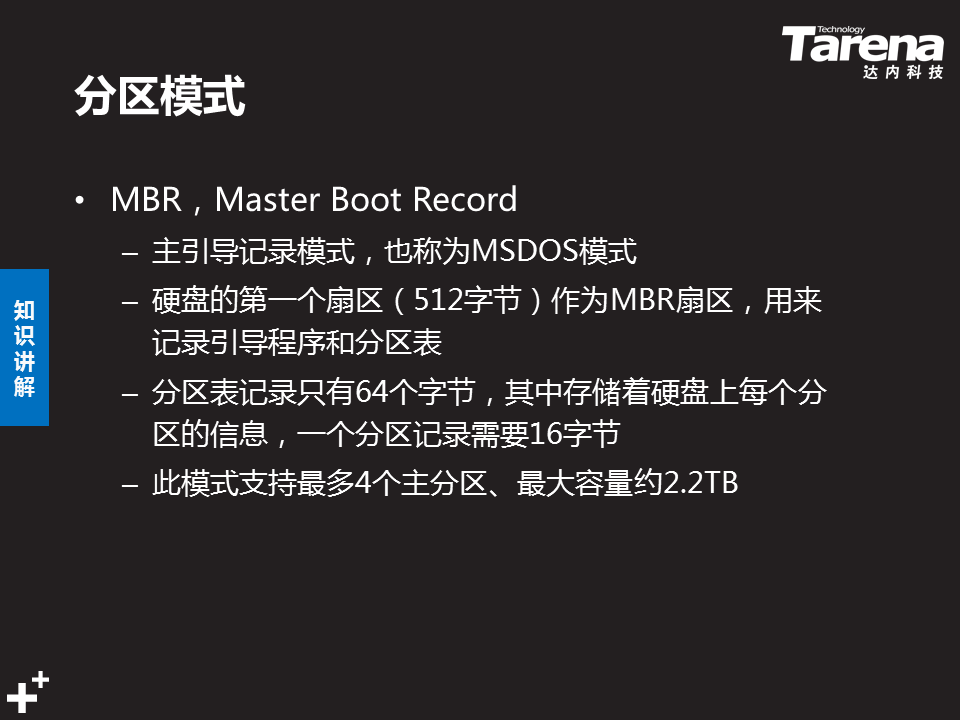 Technology
Tarena
达内科技
分区模式
• MBR，Master Boot Record
– 主引导记录模式，也称为MSDOS模式
– 硬盘的第一个扇区（512字节）作为MBR扇区，用来
记录引导程序和分区表
– 分区表记录只有64个字节，其中存储着硬盘上每个分
区的信息，一个分区记录需要16字节
– 此模式支持最多4个主分区、最大容量约2.2TB
知
识
讲
解